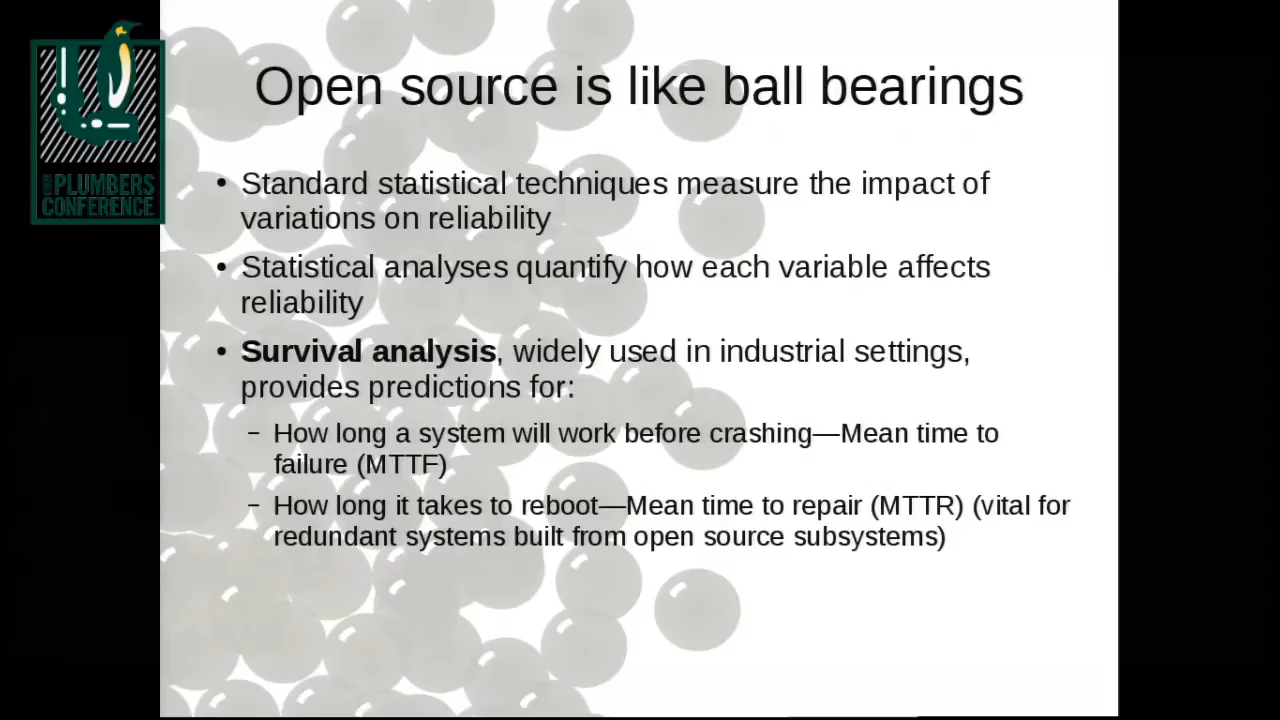 Open source is like ball bearings
• Standard statistical techniques measure the impact of
variations on reliability
• Statistical analyses quantify how each variable affects
reliability
• Survival analysis, widely used in industrial settings,
provides predictions for:
– How long a system will work before crashing—Mean time to
failure (MTTF)
– How long it takes to reboot—Mean time to repair (MTTR) (vital for
redundant systems built from open source subsystems)
PLUMBERS
CONFERENCE